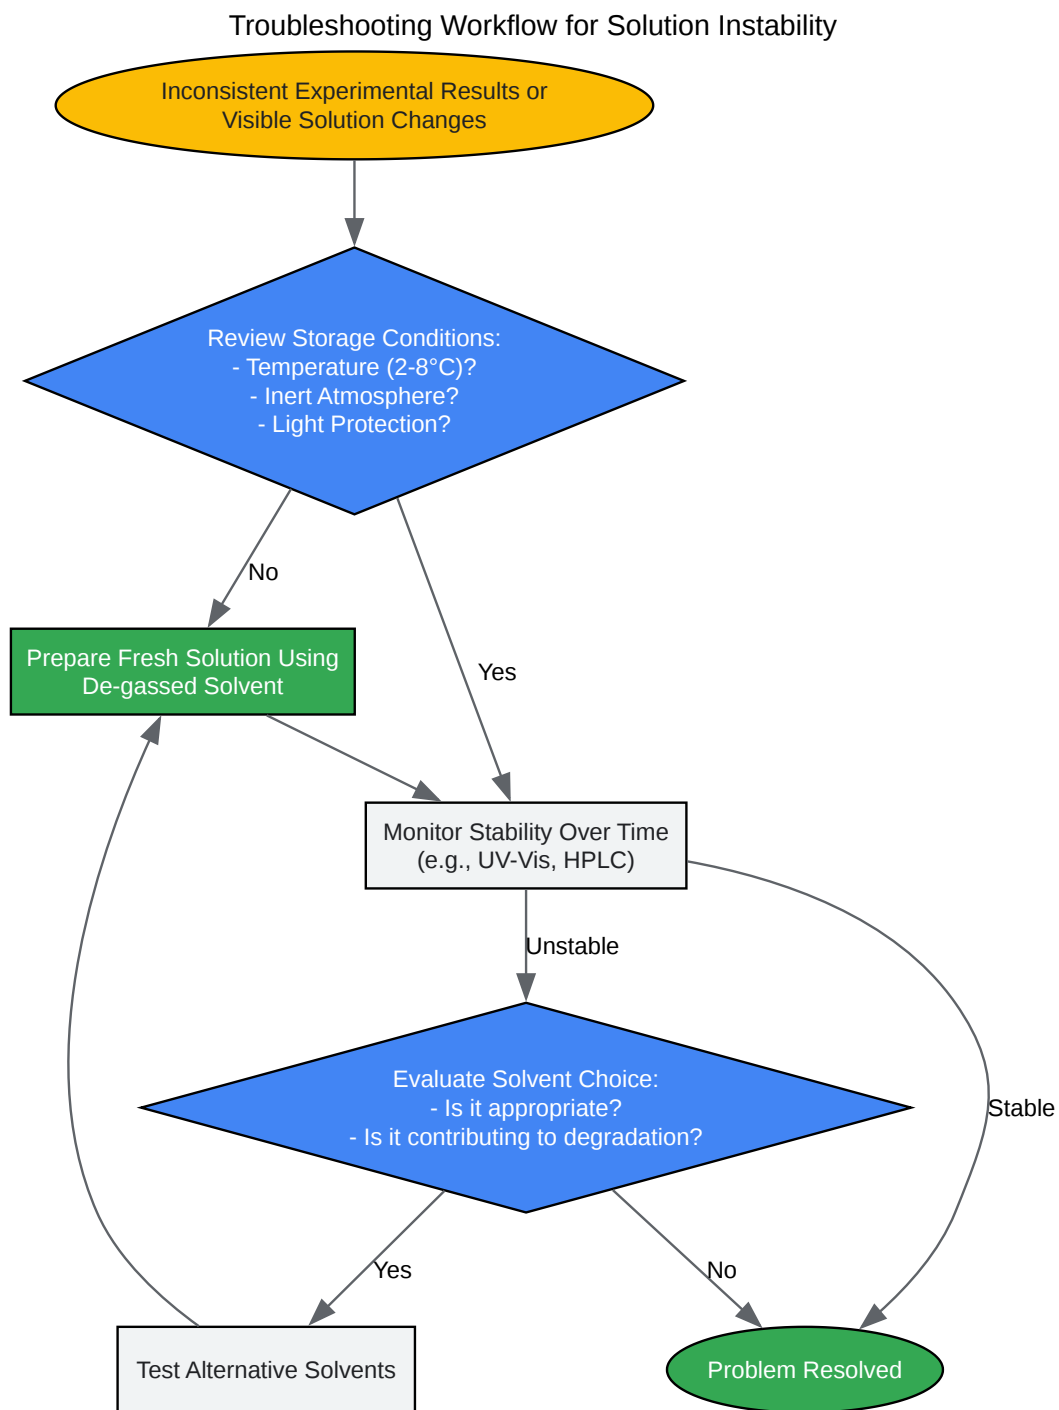 Troubleshooting Workflow for Solution Instability
Inconsistent Experimental Results or
Visible Solution Changes
Review Storage Conditions:
- Temperature (2-8°C)?
- Inert Atmosphere?
- Light Protection?
No
Prepare Fresh Solution Using
De-gassed Solvent
Yes
Monitor Stability Over Time
(e.g., UV-Vis, HPLC)
Unstable
Evaluate Solvent Choice:
- Is it appropriate?
- Is it contributing to degradation?
Stable
Yes
No
Test Alternative Solvents
Problem Resolved